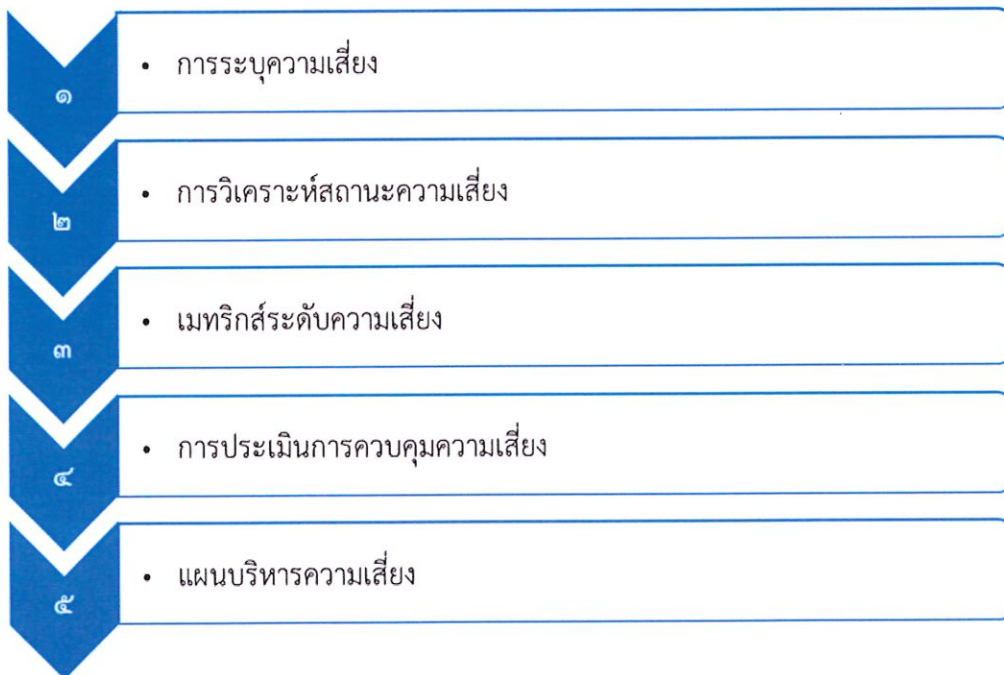 ๑
• การระบุความเสี่ยง
๒
• การวิเคราะห์สถานะความเสี่ยง
๓
• เมทริกส์ระดับความเสี่ยง
๔
• การประเมินการควบคุมความเสี่ยง
๕
• แผนบริหารความเสี่ยง